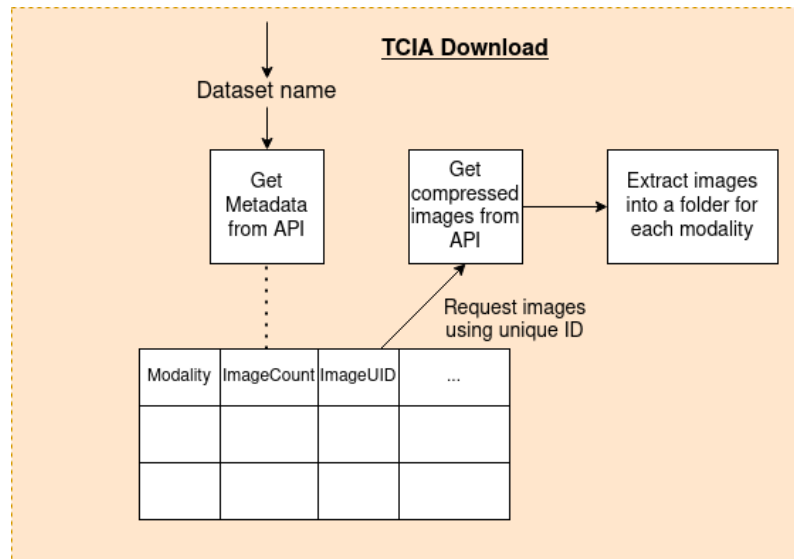 TCIA Download
Dataset name
Get
Metadata
from API
Get
compressed
images from
API
Extract images
into a folder for
each modality
Request images
using unique ID
Modality
ImageCount
ImageUID
...